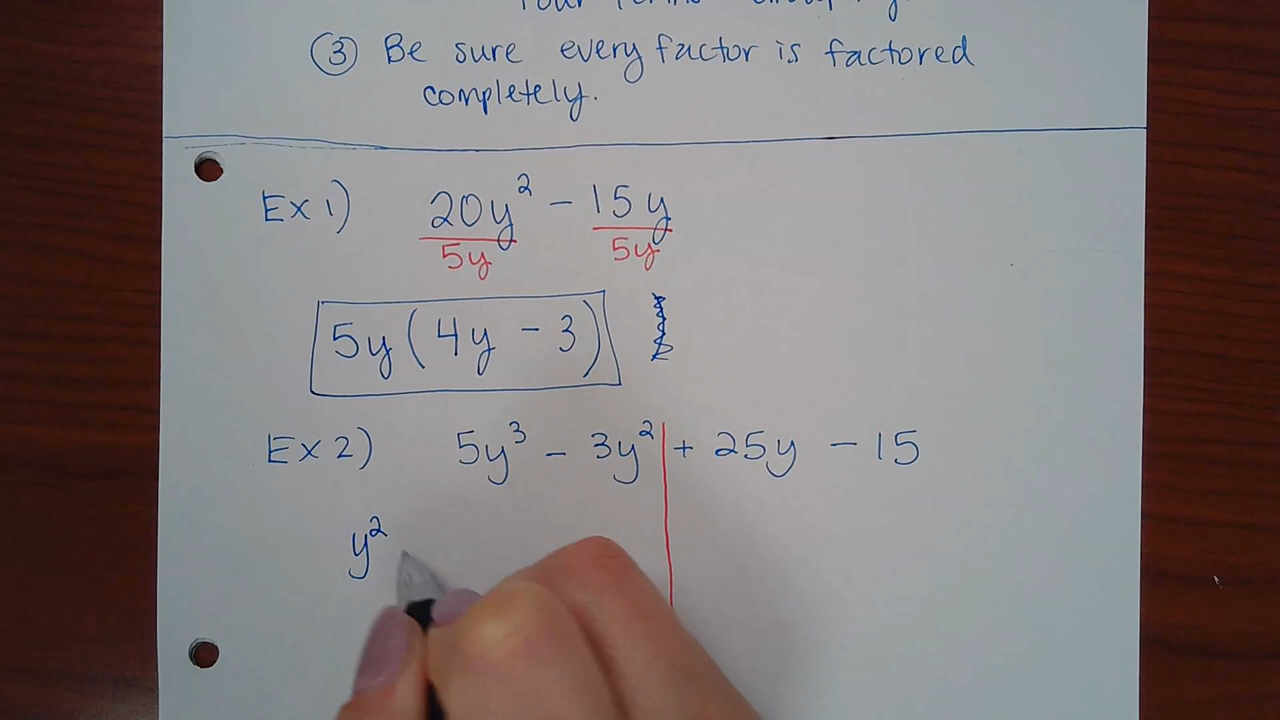 ③ Be sure every factor is factored
completely.
Ex 1) 20y² - 15y
5y 5y
5y(4y - 3)
Ex 2) 5y³ - 3y² + 25y - 15
y²